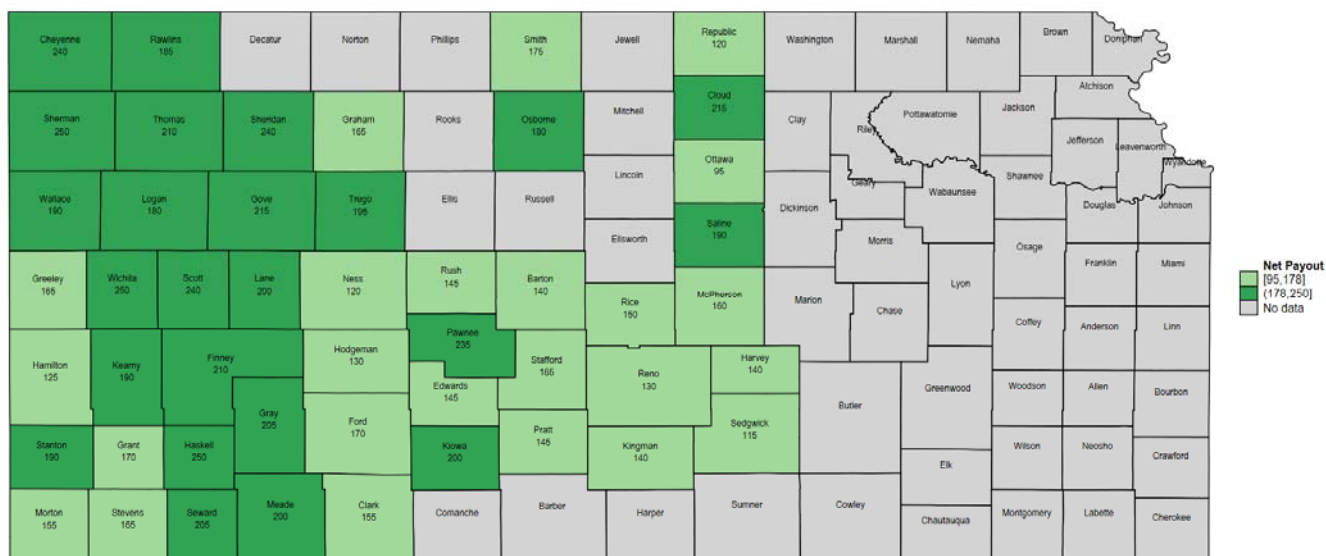 Cheyenne
240
Rawlins
185
Decatur
Norton
Phillips
Smith
175
Jewell
Republic
120
Washington
Marshall
Nemaha
Brown
Doniphan
Sherman
250
Thomas
210
Sheridan
240
Graham
165
Rooks
Osborne
180
Mitchell
Cloud
215
Clay
Riley
Pottawatomie
Jackson
Atchison
Jefferson
Leavenworth
Wyandotte
Ottawa
95
Lincoln
Geary
Wabaunsee
Shawnee
Wallace
190
Logan
180
Gove
215
Trego
195
Ellis
Russell
Ellsworth
Saline
190
Dickinson
Morris
Osage
Douglas
Johnson
Greeley
165
Wichita
250
Scott
240
Lane
200
Ness
120
Rush
145
Barton
140
Rice
150
McPherson
160
Marion
Chase
Lyon
Franklin
Miami
Net Payout
[95,178]
(178,250]
No data
Hamilton
125
Kearny
190
Finney
210
Hodgeman
130
Pawnee
235
Stafford
165
Edwards
145
Reno
130
Harvey
140
Coffey
Anderson
Linn
Gray
205
Ford
170
Sedgwick
115
Butler
Greenwood
Woodson
Allen
Bourbon
Stanton
190
Grant
170
Haskell
250
Kiowa
200
Pratt
145
Kingman
140
Elk
Wilson
Neosho
Crawford
Morton
155
Stevens
165
Seward
205
Meade
200
Clark
155
Comanche
Barber
Harper
Sumner
Cowley
Chautauqua
Montgomery
Labette
Cherokee